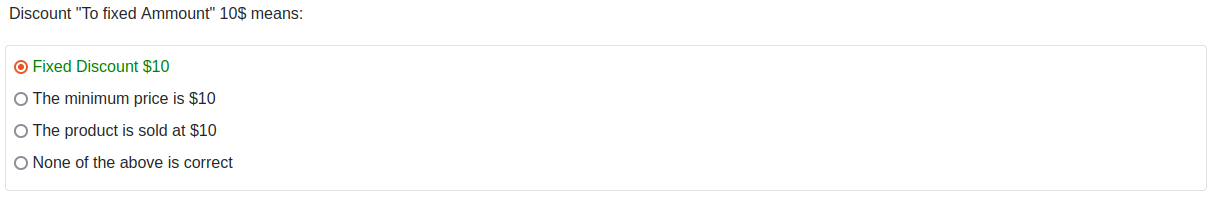 Discount "To fixed Ammount" 10$ means:
Fixed Discount $10
The minimum price is $10
The product is sold at $10
None of the above is correct